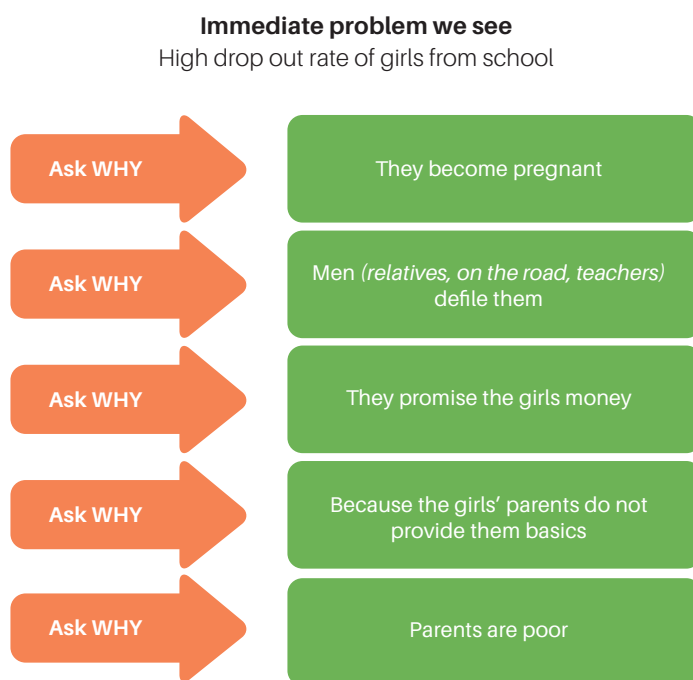 Immediate problem we see
High drop out rate of girls from school
Ask WHY
They become pregnant
Ask WHY
Men (relatives, on the road, teachers)
defile them
Ask WHY
They promise the girls money
Ask WHY
Because the girls’ parents do not
provide them basics
Ask WHY
Parents are poor